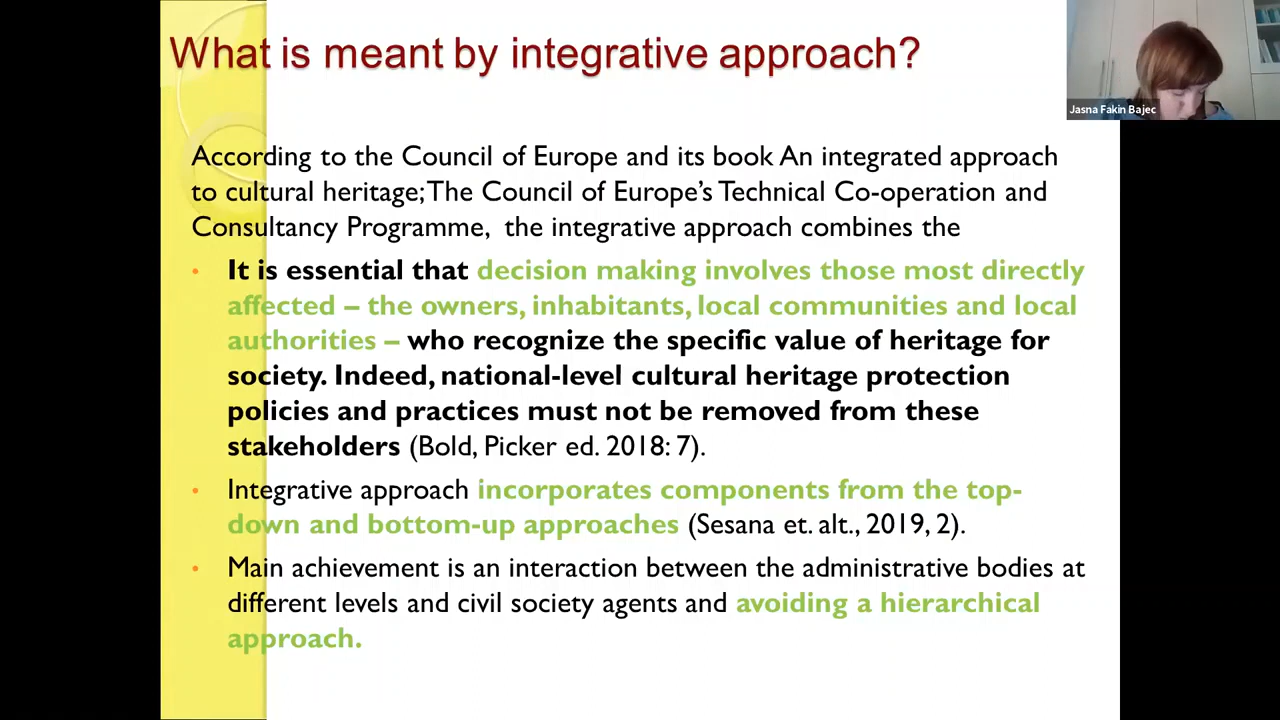 What is meant by integrative approach?
Jasna Fakin Bajec
According to the Council of Europe and its book An integrated approach
to cultural heritage; The Council of Europe's Technical Co-operation and
Consultancy Programme, the integrative approach combines the
• It is essential that decision making involves those most directly
affected – the owners, inhabitants, local communities and local
authorities – who recognize the specific value of heritage for
society. Indeed, national-level cultural heritage protection
policies and practices must not be removed from these
stakeholders (Bold, Picker ed. 2018: 7).
• Integrative approach incorporates components from the top-
down and bottom-up approaches (Sesana et. alt., 2019, 2).
• Main achievement is an interaction between the administrative bodies at
different levels and civil society agents and avoiding a hierarchical
approach.